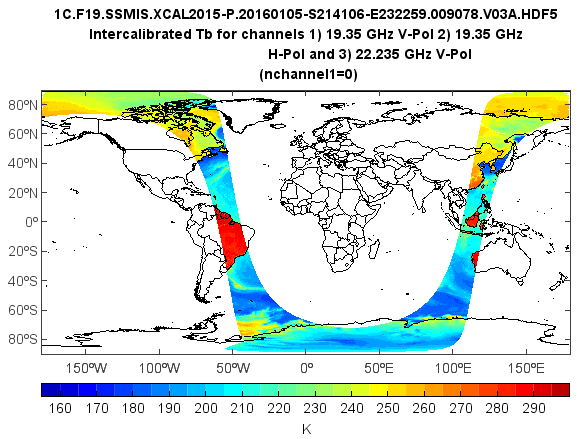 1C.F19.SSMIS.XCAL2015-P.20160105-S214106-E232259.009078.V03A.HDF5
Intercalibrated Tb for channels 1) 19.35 GHz V-Pol 2) 19.35 GHz
H-Pol and 3) 22.235 GHz V-Pol
(nchannel1=0)
80°N
60°N
40°N
20°N
0°
20°S
40°S
60°S
80°S
150°W 100°W 50°W 0° 50°E 100°E 150°E
160 170 180 190 200 210 220 230 240 250 260 270 280 290
K